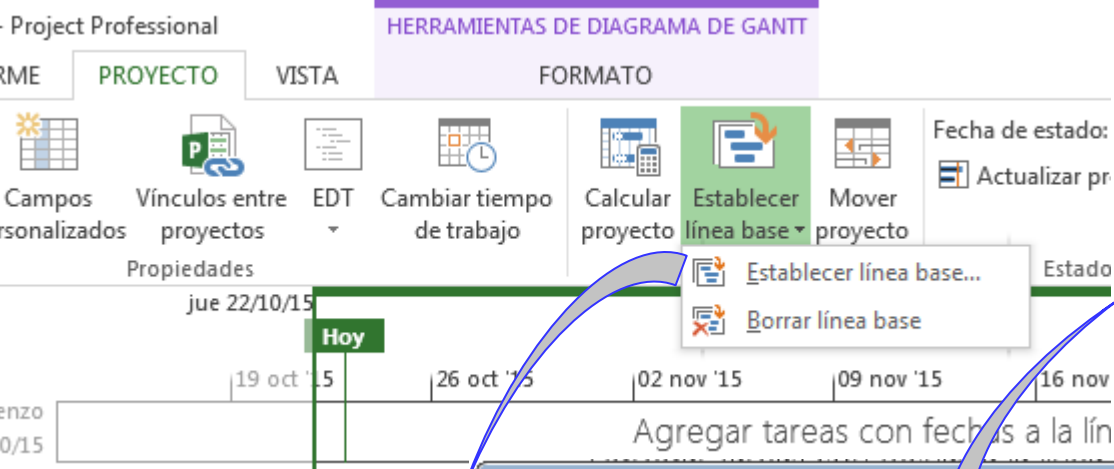 - Project Professional
HERRAMIENTAS DE DIAGRAMA DE GANTT
RME PROYECTO VISTA FORMATO
Campos
rsonalizados
Vínculos entre
proyectos
EDT
Cambiar tiempo
de trabajo
Calcular
proyecto
Establecer
línea base
Mover
proyecto
Fecha de estado:
Actualizar pr
Propiedades
Estado
Establecer línea base...
Borrar línea base
jue 22/10/15
Hoy
19 oct '15 26 oct '15 02 nov '15 09 nov '15 16 nov
enzo
0/15
Agregar tareas con fechas a la lín